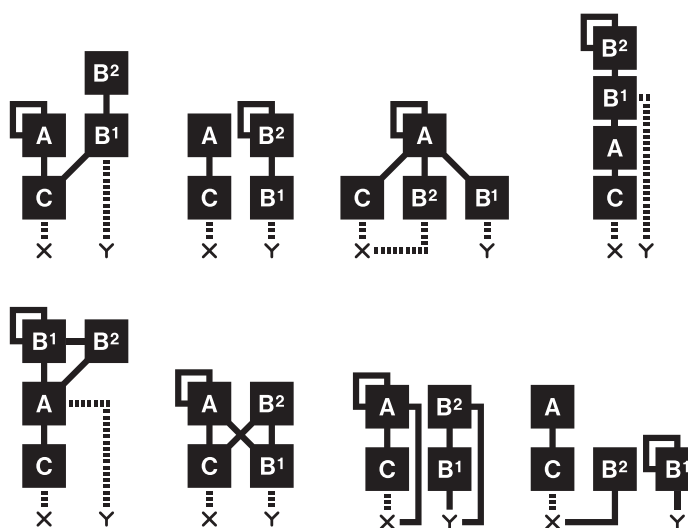 B² B²
A B¹ A B² A B¹
C C B¹ C B² B¹ A
C
X Y X Y X Y X Y
B¹ B²
A A B² A B² A
C C B¹ C B¹ C B² B¹
X Y X Y X Y X Y